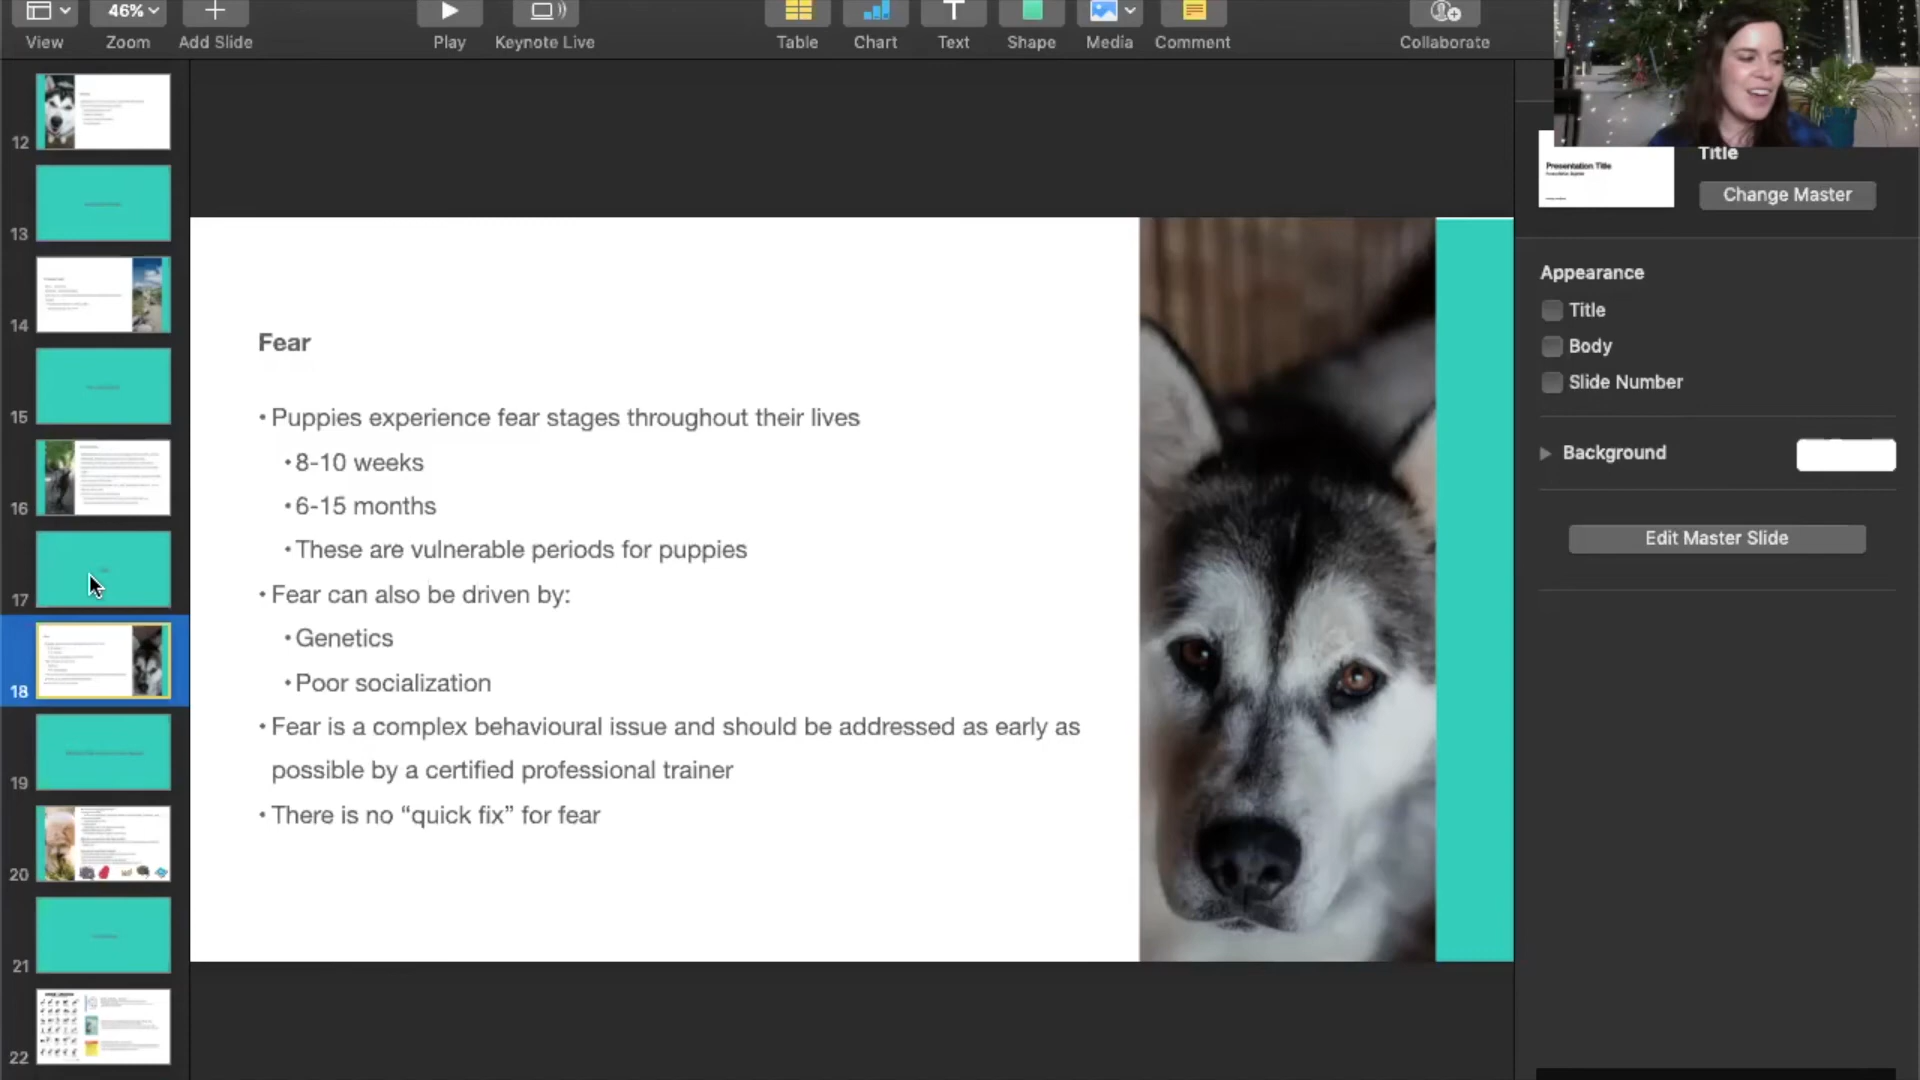 View
46%
Zoom
Add Slide
Play
Keynote Live
Table
Chart
T
Text
Shape
Media
Comment
Collaborate
12
13
14
15
16
17
18
19
20
21
22
Fear
• Puppies experience fear stages throughout their lives
• 8-10 weeks
• 6-15 months
• These are vulnerable periods for puppies
• Fear can also be driven by:
• Genetics
• Poor socialization
• Fear is a complex behavioural issue and should be addressed as early as
possible by a certified professional trainer
• There is no “quick fix” for fear
Presentation Title
Title
Change Master
Appearance
Title
Body
Slide Number
Background
Edit Master Slide